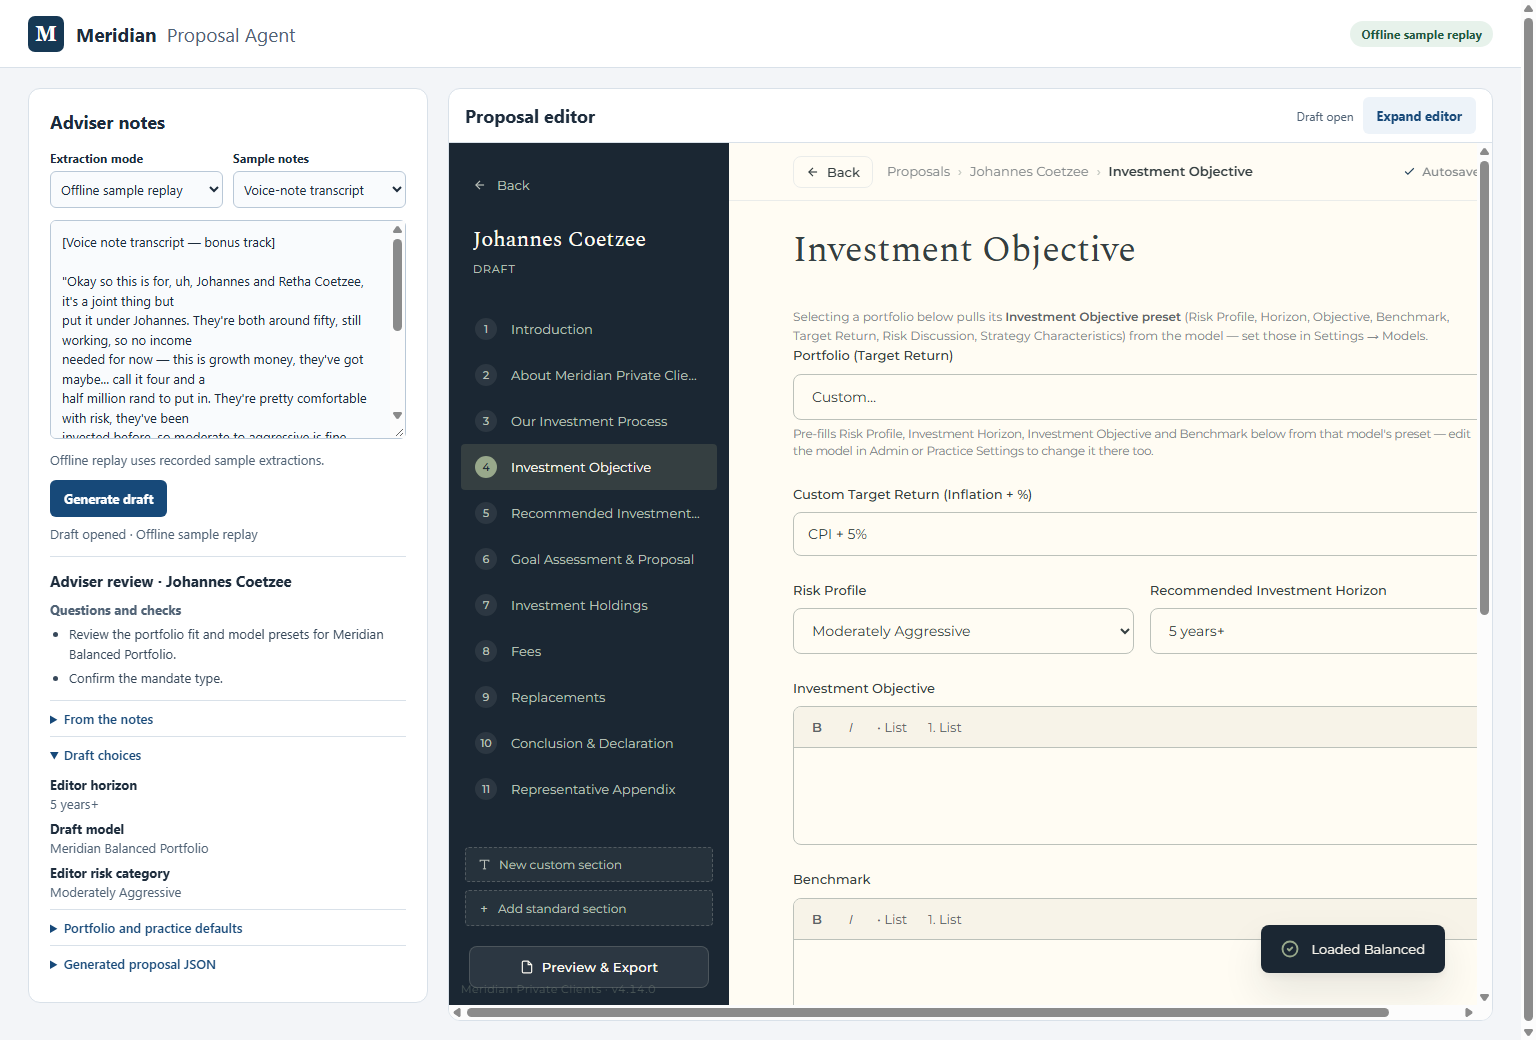 M Meridian Proposal Agent
Offline sample replay
Adviser notes
Extraction mode
Sample notes
Offline sample replay
Voice-note transcript
[Voice note transcript — bonus track]
"Okay so this is for, uh, Johannes and Retha Coetzee,
it's a joint thing but
put it under Johannes. They're both around fifty, still
working, so no income
needed for now — this is growth money, they've got
maybe... call it four and a
half million rand to put in. They're pretty comfortable
with risk, they've been
invested before, so moderate to aggressive is fine
Offline replay uses recorded sample extractions.
Generate draft
Draft opened · Offline sample replay
Adviser review · Johannes Coetzee
Questions and checks
• Review the portfolio fit and model presets for Meridian
Balanced Portfolio.
• Confirm the mandate type.
From the notes
Draft choices
Editor horizon
5 years+
Draft model
Meridian Balanced Portfolio
Editor risk category
Moderately Aggressive
Portfolio and practice defaults
Generated proposal JSON
Proposal editor
Draft open
Expand editor
← Back
Johannes Coetzee
DRAFT
1 Introduction
2 About Meridian Private Clie...
3 Our Investment Process
4 Investment Objective
5 Recommended Investment...
6 Goal Assessment & Proposal
7 Investment Holdings
8 Fees
9 Replacements
10 Conclusion & Declaration
11 Representative Appendix
New custom section
+ Add standard section
Preview & Export
Meridian Private Clients · v4.14.0
← Back
Proposals › Johannes Coetzee › Investment Objective
✓ Autosave
Investment Objective
Selecting a portfolio below pulls its Investment Objective preset (Risk Profile, Horizon, Objective, Benchmark,
Target Return, Risk Discussion, Strategy Characteristics) from the model — set those in Settings → Models.
Portfolio (Target Return)
Custom...
Pre-fills Risk Profile, Investment Horizon, Investment Objective and Benchmark below from that model's preset — edit
the model in Admin or Practice Settings to change it there too.
Custom Target Return (Inflation + %)
CPI + 5%
Risk Profile
Recommended Investment Horizon
Moderately Aggressive
5 years+
Investment Objective
B I · List 1. List
Benchmark
B I · List 1. List
Loaded Balanced